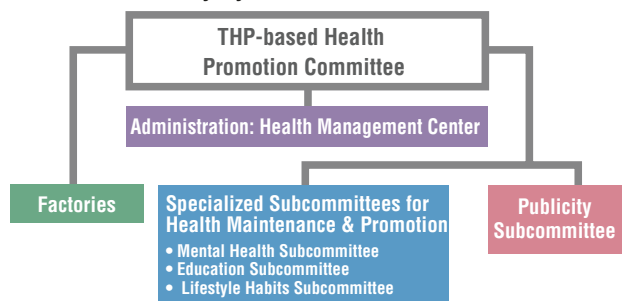 THP-based Health
Promotion Committee
Administration: Health Management Center
Factories
Specialized Subcommittees for
Health Maintenance & Promotion
• Mental Health Subcommittee
• Education Subcommittee
• Lifestyle Habits Subcommittee
Publicity
Subcommittee